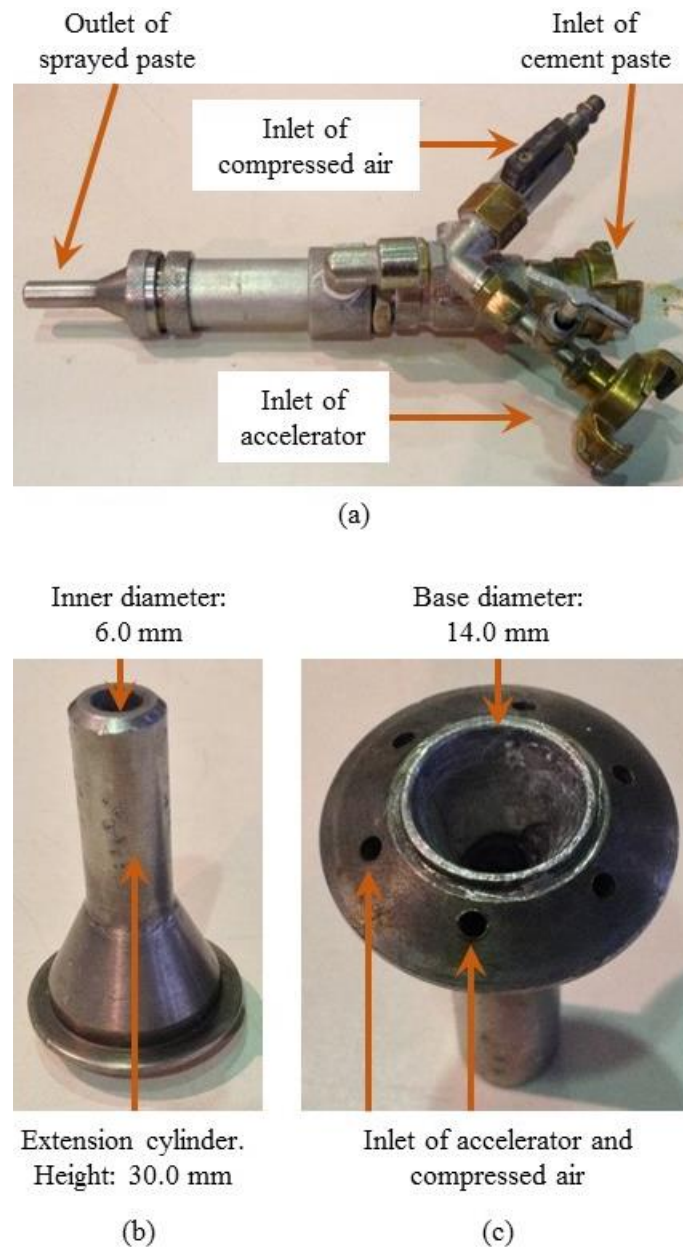 Outlet of
sprayed paste
Inlet of
cement paste
Inlet of
compressed air
Inlet of
accelerator
(a)
Inner diameter:
6.0 mm
Base diameter:
14.0 mm
Extension cylinder.
Height: 30.0 mm
Inlet of accelerator and
compressed air
(b)
(c)